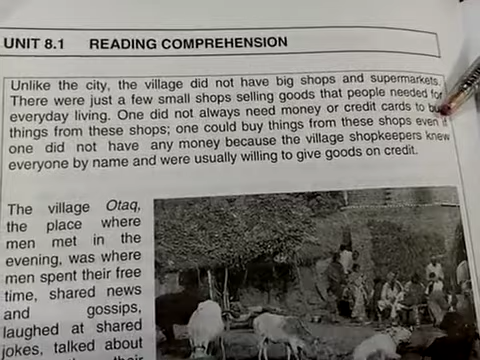 UNIT 8.1 READING COMPREHENSION
Unlike the city, the village did not have big shops and supermarkets.
There were just a few small shops selling goods that people needed for
everyday living. One did not always need money or credit cards to buy
things from these shops; one could buy things from these shops even if
one did not have any money because the village shopkeepers knew
everyone by name and were usually willing to give goods on credit.
The village Otaq,
the place where
men met in the
evening, was where
men spent their free
time, shared news
and gossips,
laughed at shared
jokes, talked about
their